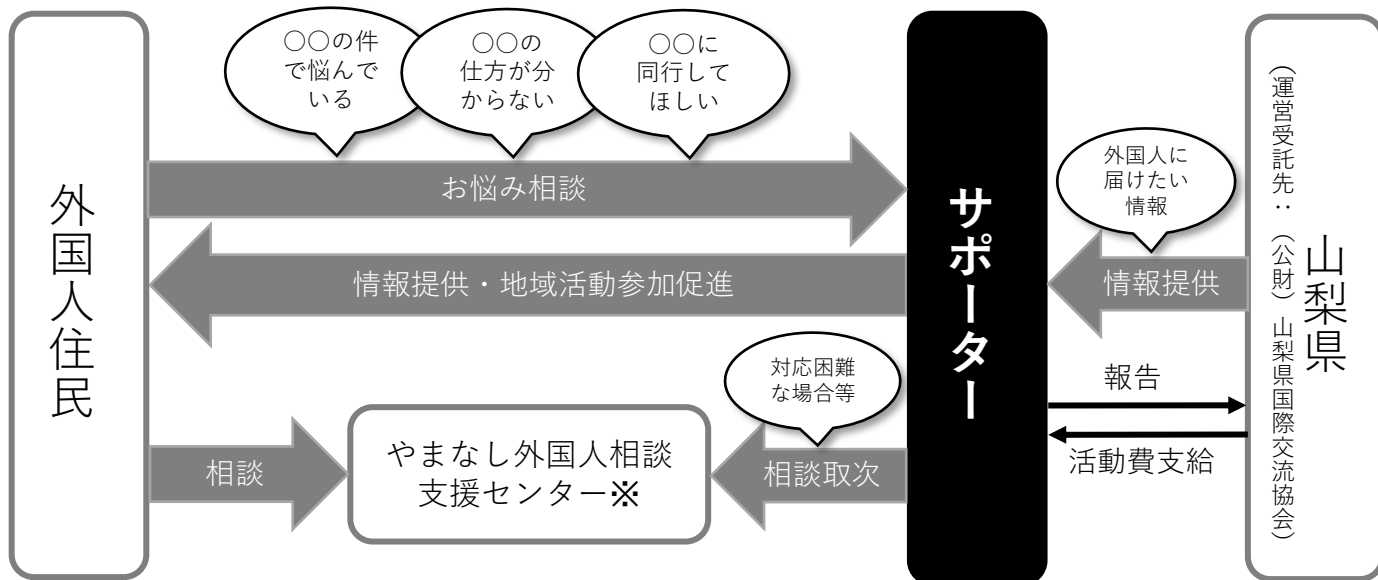 外国人住民
〇〇の件
で悩んで
いる
〇〇の
仕方が分
からない
〇〇に
同行して
ほしい
お悩み相談
情報提供・地域活動参加促進
相談
やまなし外国人相談
支援センター※
対応困難
な場合等
相談取次
サポーター
外国人に
届けたい
情報
情報提供
報告
活動費支給
山梨県
(運営受託先:(公財)山梨県国際交流協会)